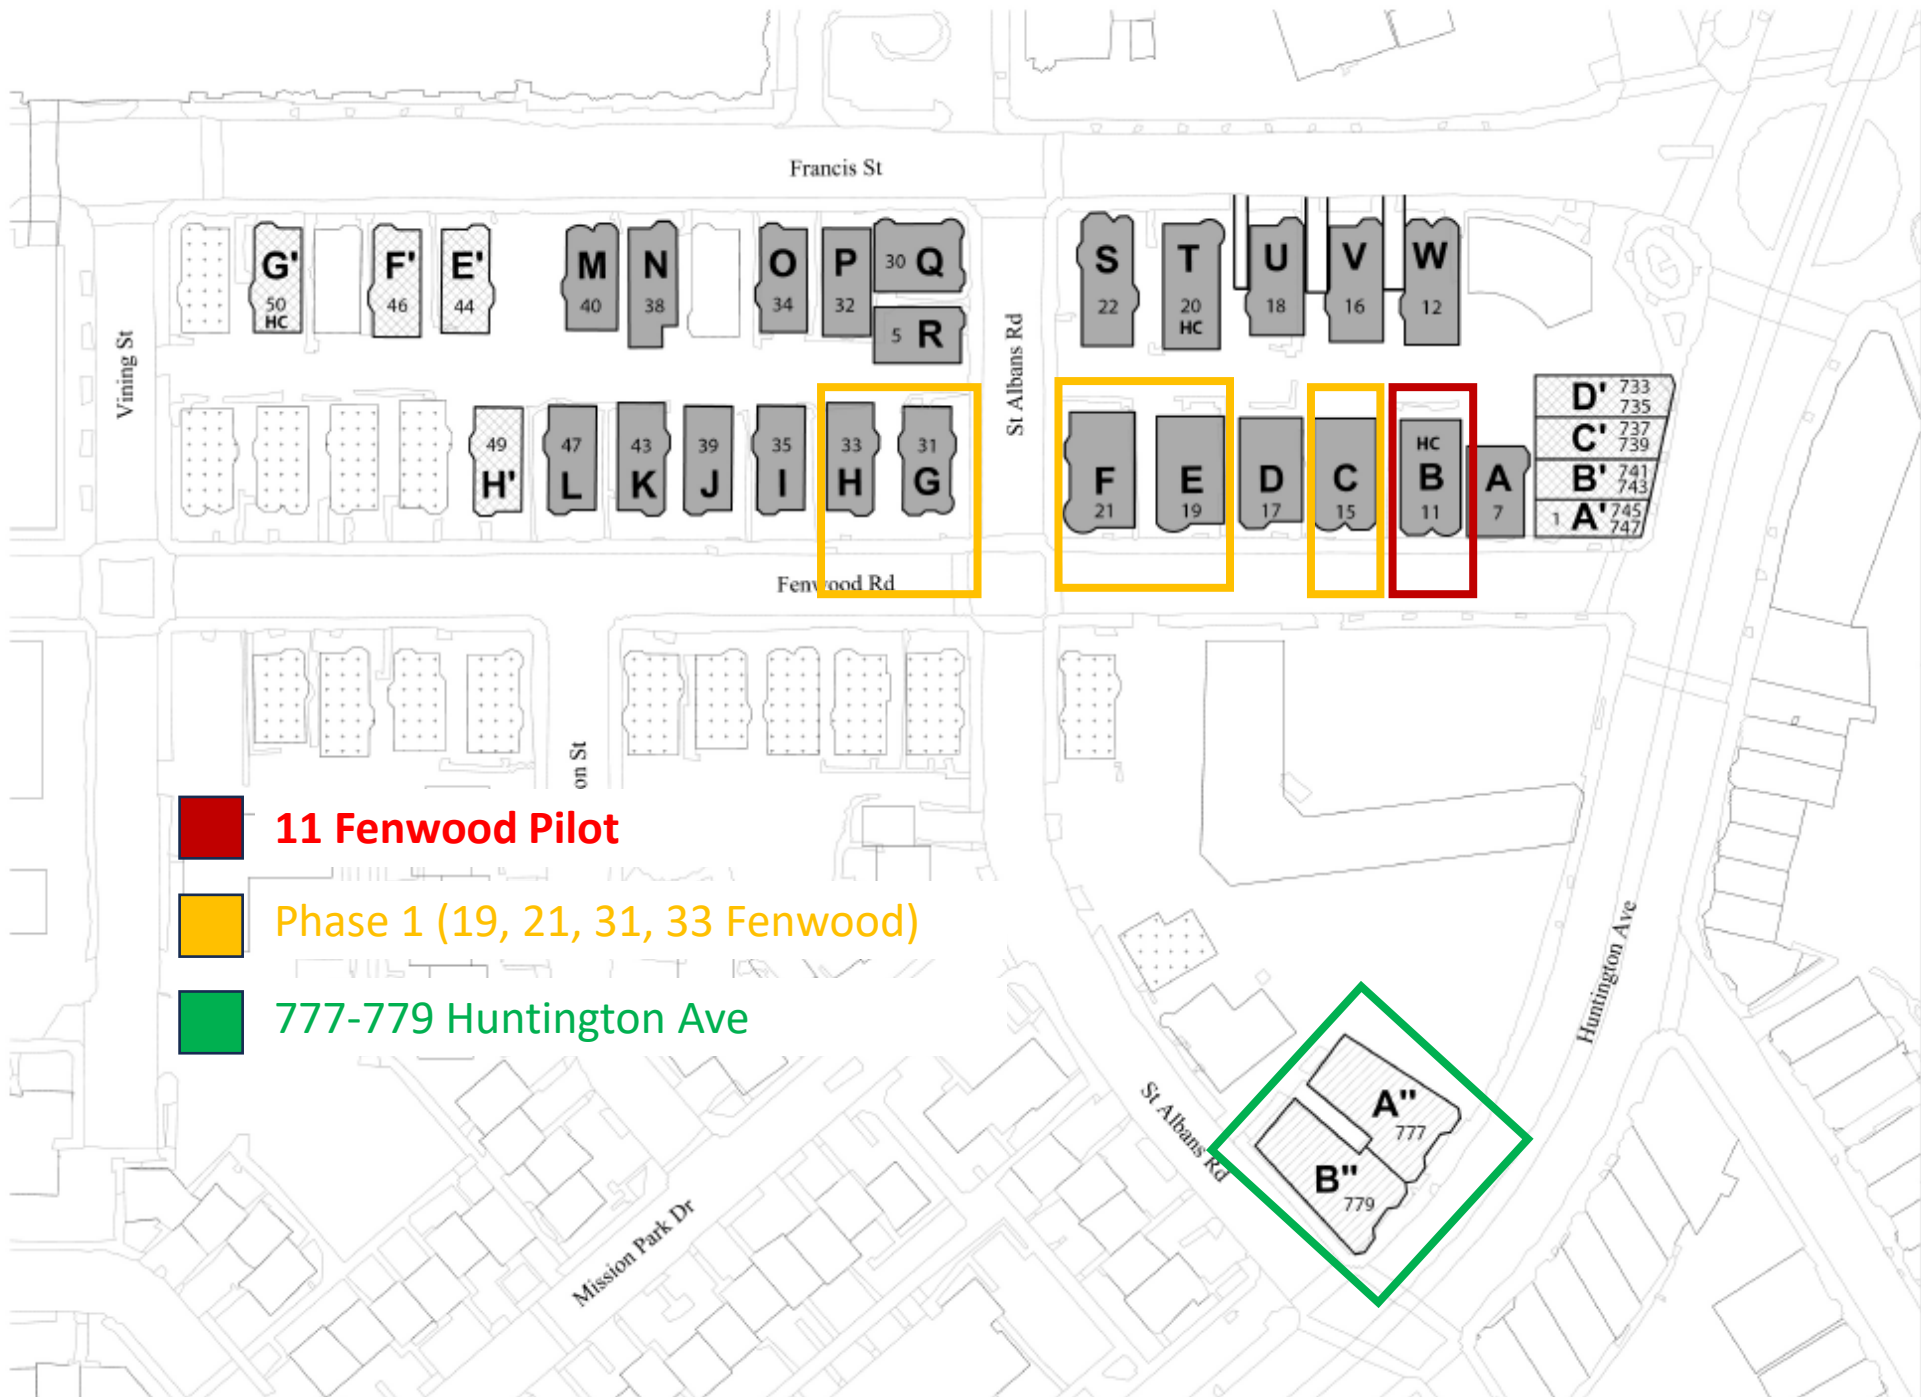 Francis St
G' 50 HC
F' 46
E' 44
M 40
N 38
O 34
P 32
30 Q
5 R
S 22
T 20 HC
U 18
V 16
W 12
Vining St
St Albans Rd
49 H'
47 L
43 K
39 J
35 I
33 H
31 G
F 21
E 19
D 17
C 15
HC B 11
A 7
D' 733 735
C' 737 739
B' 741 743
1 A' 745 747
Fenwood Rd
on St
11 Fenwood Pilot
Phase 1 (19, 21, 31, 33 Fenwood)
777-779 Huntington Ave
Huntington Ave
St Albans Rd
A" 777
B" 779
Mission Park Dr